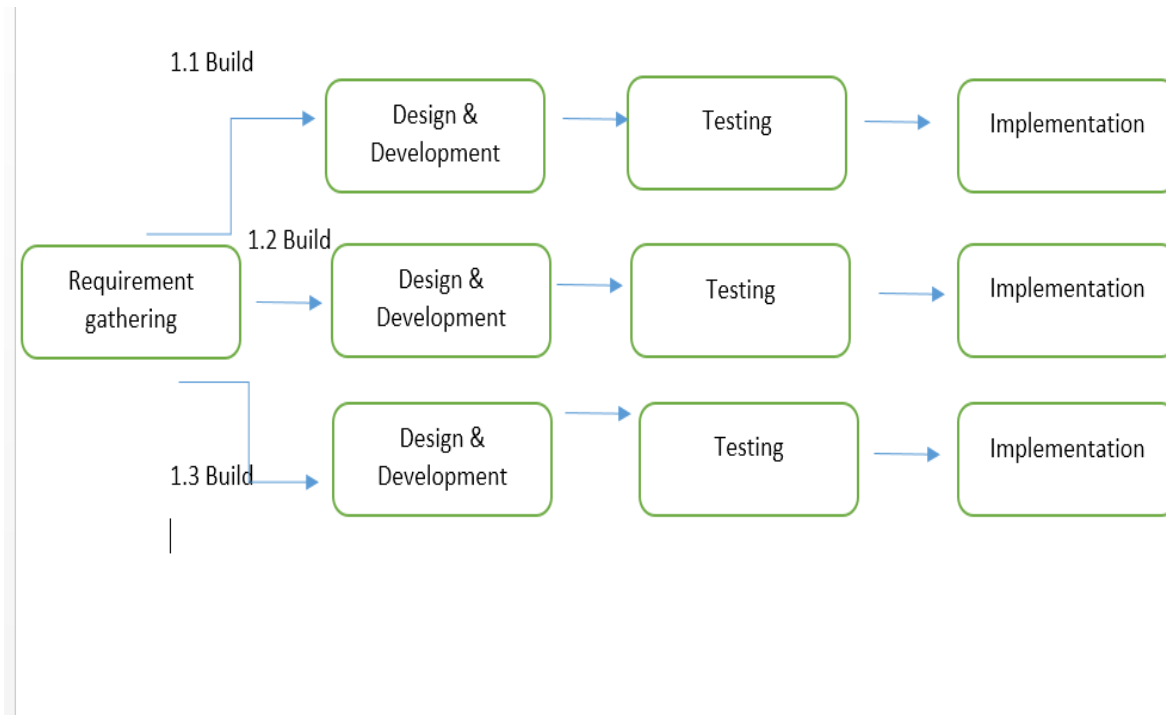 1.1 Build
Design &
Development
Testing
Implementation
1.2 Build
Requirement
gathering
Design &
Development
Testing
Implementation
1.3 Build
Design &
Development
Testing
Implementation